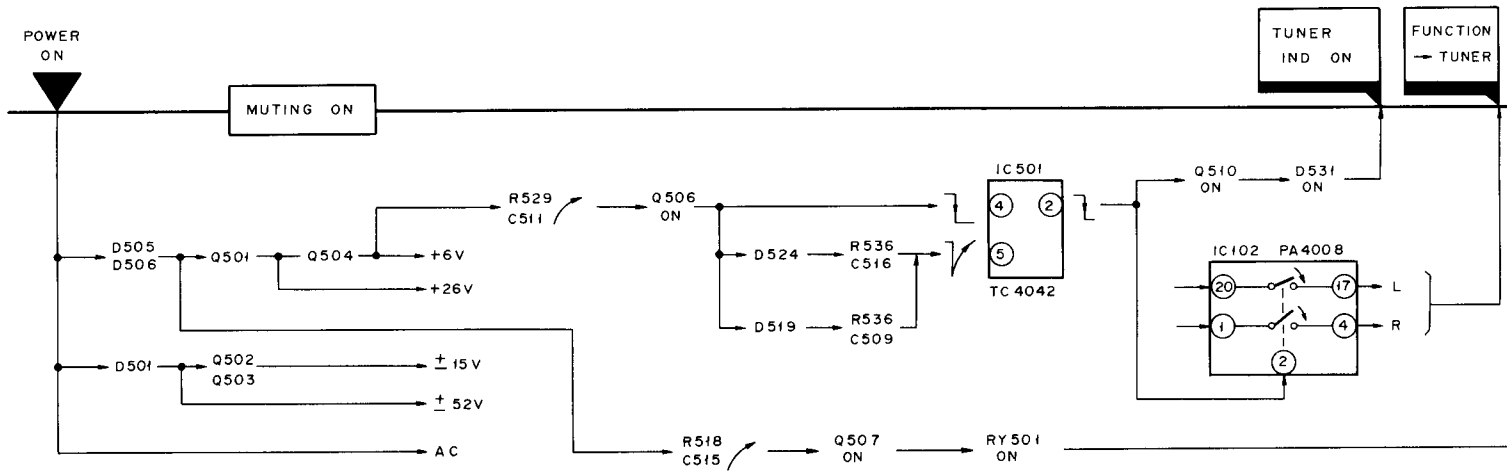 POWER
ON
MUTING ON
TUNER
IND ON
FUNCTION
→ TUNER
R529
C511
Q506
ON
IC501
4
2
5
TC4042
Q510
ON
D531
ON
D505
D506
Q501
Q504
+6V
+26V
D524
R536
C516
D519
R536
C509
IC102 PA4008
20
17
L
1
4
R
2
D501
Q502
Q503
± 15V
± 52V
AC
R518
C515
Q507
ON
RY501
ON